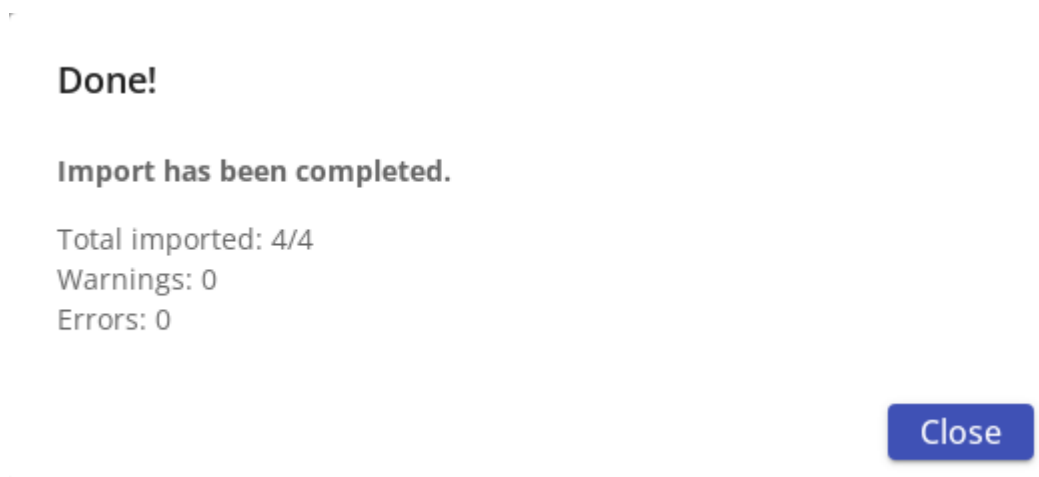 Done!
Import has been completed.
Total imported: 4/4
Warnings: 0
Errors: 0
Close